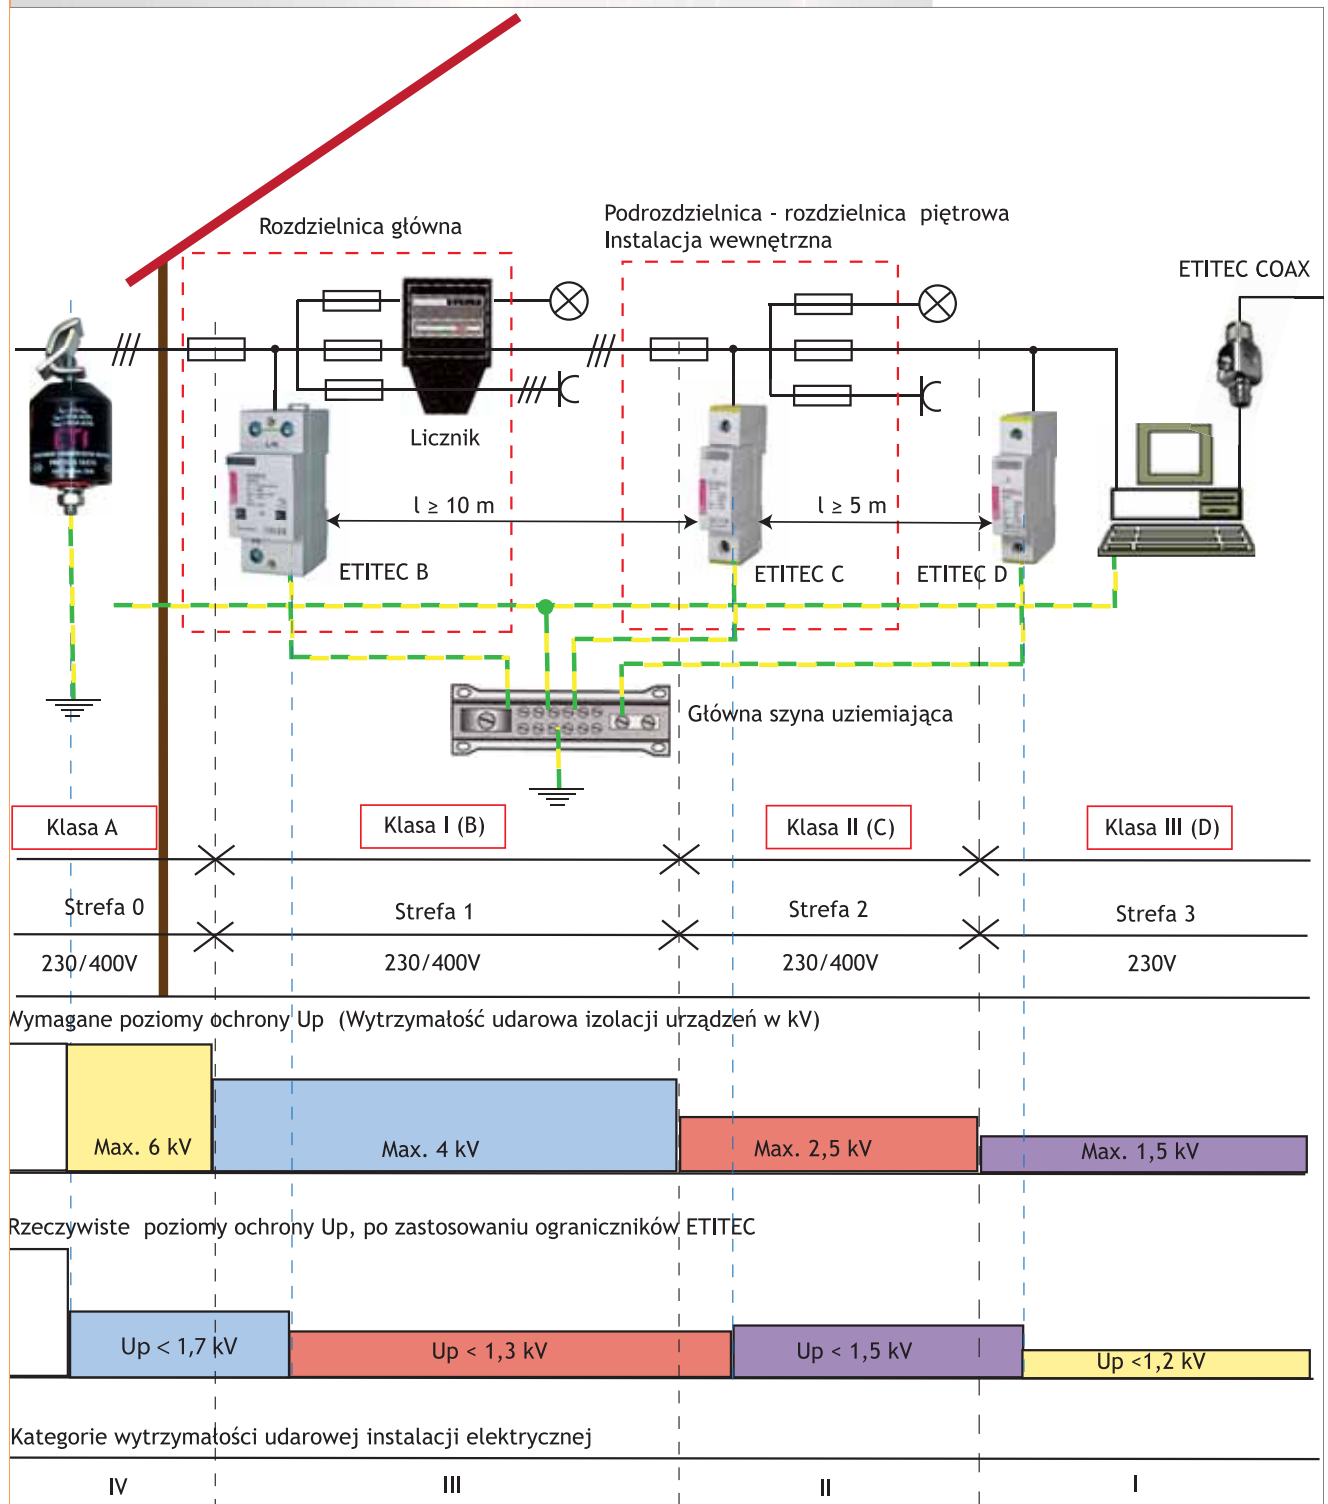 Rozdzielnica główna
Podrozdzielnica - rozdzielnica piętrowa
Instalacja wewnętrzna
ETITEC COAX
ETI
Licznik
l ≥ 10 m
l ≥ 5 m
ETITEC B
ETITEC C
ETITEC D
Główna szyna uziemiająca
Klasa A
Klasa I (B)
Klasa II (C)
Klasa III (D)
Strefa 0
Strefa 1
Strefa 2
Strefa 3
230/400V
230/400V
230/400V
230V
Wymagane poziomy ochrony Up (Wytrzymałość udarowa izolacji urządzeń w kV)
Max. 6 kV
Max. 4 kV
Max. 2,5 kV
Max. 1,5 kV
Rzeczywiste poziomy ochrony Up, po zastosowaniu ograniczników ETITEC
Up < 1,7 kV
Up < 1,3 kV
Up < 1,5 kV
Up <1,2 kV
Kategorie wytrzymałości udarowej instalacji elektrycznej
IV
III
II
I